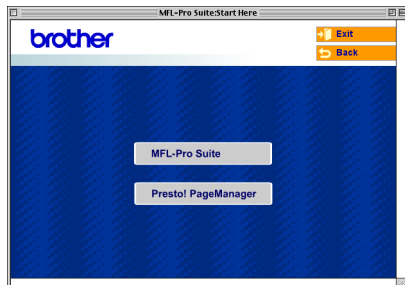 MFL-Pro Suite:Start Here
brother
Exit
Back
MFL-Pro Suite
Presto! PageManager